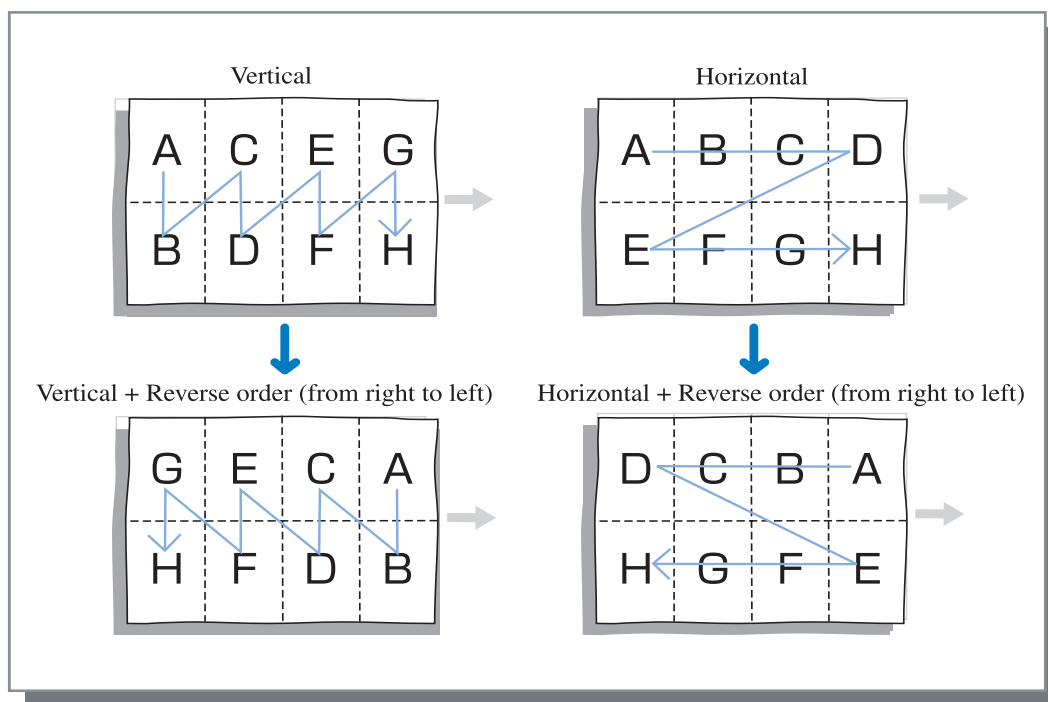 Vertical
A C E G
B D F H
Horizontal
A B C D
E F G H
Vertical + Reverse order (from right to left)
G E C A
H F D B
Horizontal + Reverse order (from right to left)
D C B A
H G F E